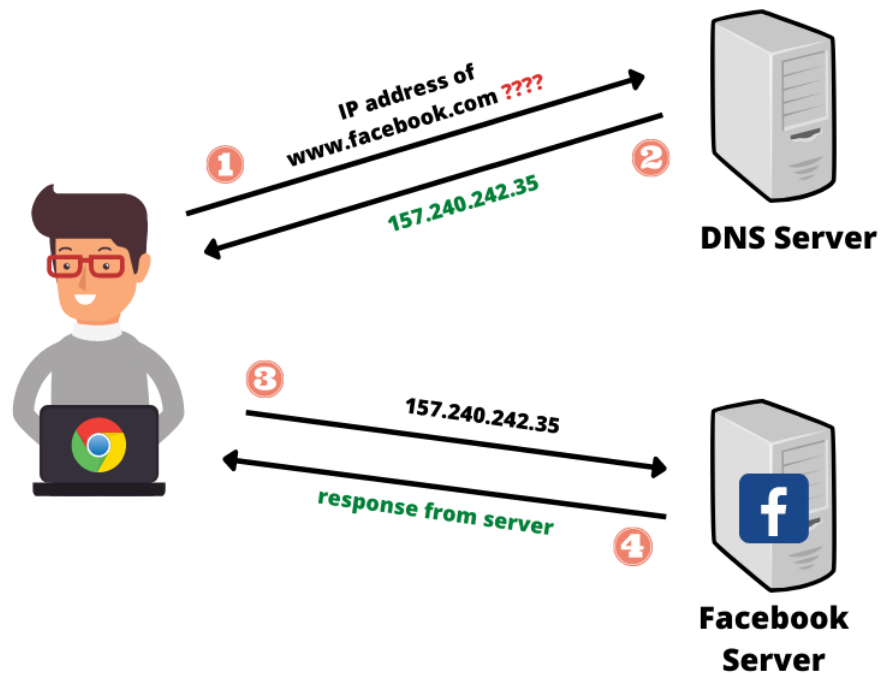 IP address of
www.facebook.com ????
1
2
157.240.242.35
DNS Server
3
157.240.242.35
response from server
4
f
Facebook
Server